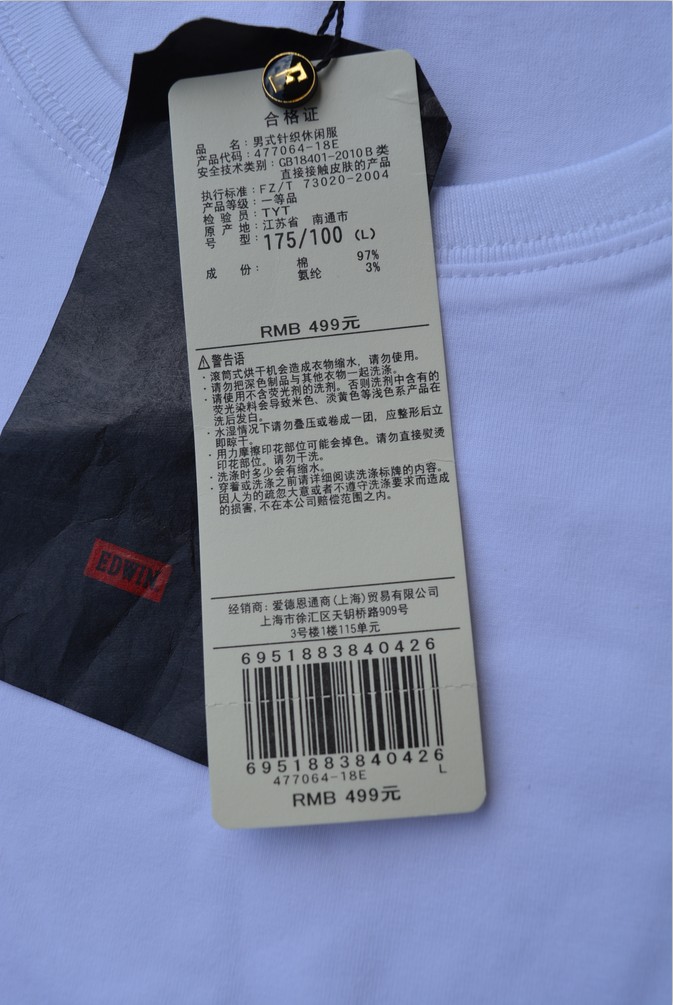 合格证
品 名：男式针织休闲服
产品代码：477064-18E
安全技术类别：GB18401-2010 B 类
直接接触皮肤的产品
执行标准：FZ/T 73020-2004
产品等级：一等品
检 验 员：TYT
原 产 地：江苏省 南通市
号 型：175/100 (L)
成 份： 棉 97%
氨纶 3%
RMB 499元
警告语
·滚筒式烘干机会造成衣物缩水，请勿使用。
·请勿把深色制品与其他衣物一起洗涤。
·请使用不含荧光剂的洗剂。否则洗剂中含有的
荧光染料会导致米色、淡黄色等浅色系产品在
洗后发白。
·水湿情况下请勿叠压或卷成一团，应整形后立
即晾干。
·用力摩擦印花部位可能会掉色。请勿直接熨烫
印花部位。请勿干洗。
·洗涤时多少会有缩水。
·穿着或洗涤之前请详细阅读洗涤标牌的内容。
因人为的疏忽大意或者不遵守洗涤要求而造成
的损害,不在本公司赔偿范围之内。
EDWIN.
经销商：爱德恩通商(上海)贸易有限公司
上海市徐汇区天钥桥路909号
3号楼1楼115单元
6951883840426
6951883840426
477064-18E L
RMB 499元